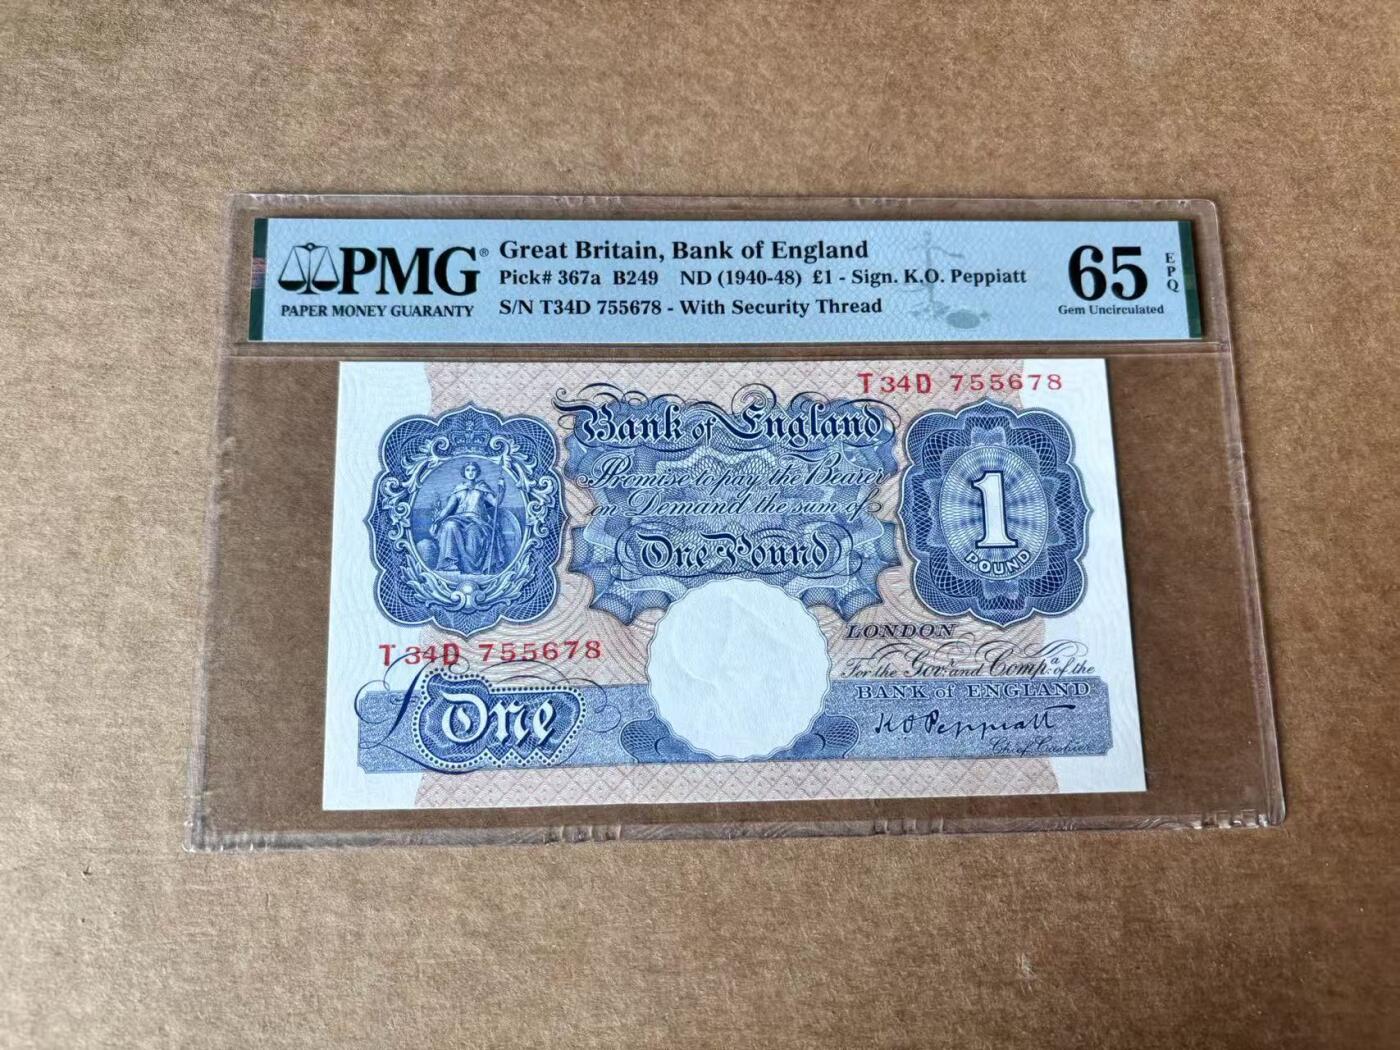 PMG®
PAPER MONEY GUARANTY
Great Britain, Bank of England
Pick# 367a B249 ND (1940-48) £1 - Sign. K.O. Peppiatt
S/N T34D 755678 - With Security Thread
65
EPQ
Gem Uncirculated
T34D 755678
Bank of England
Promise to pay the Bearer
on Demand the sum of
One Pound
1
POUND
T34D 755678
LONDON
For the Govr. and Compa. of the
BANK of ENGLAND
K O Peppiatt
Chief Cashier
£One